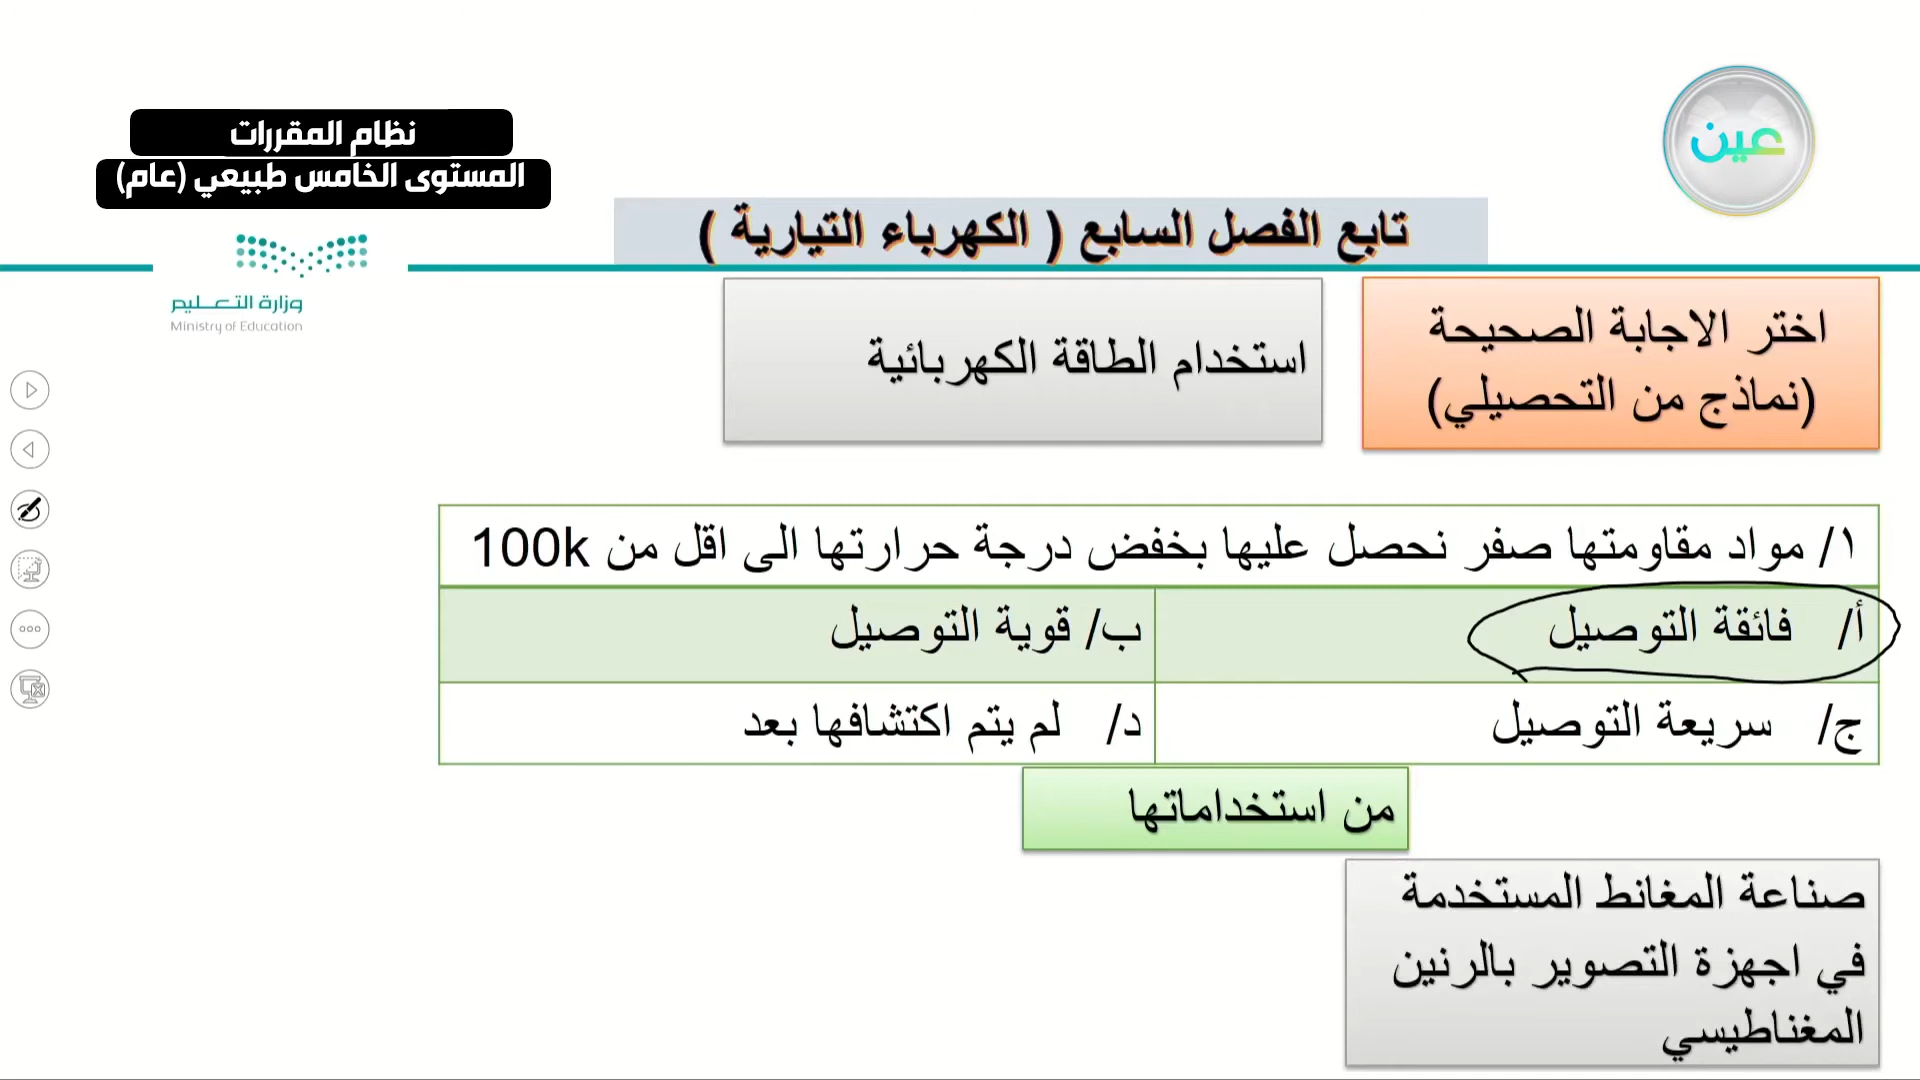 نظام المقررات
المستوى الخامس طبيعي (عام)
عين
وزارة التعليم
Ministry of Education
تابع الفصل السابع ( الكهرباء التيارية )
اختر الاجابة الصحيحة
(نماذج من التحصيلي)
استخدام الطاقة الكهربائية
١/ مواد مقاومتها صفر نحصل عليها بخفض درجة حرارتها الى اقل من 100k
أ/ فائقة التوصيل
ب/ قوية التوصيل
ج/ سريعة التوصيل
د/ لم يتم اكتشافها بعد
من استخداماتها
صناعة المغانط المستخدمة
في اجهزة التصوير بالرنين
المغناطيسي